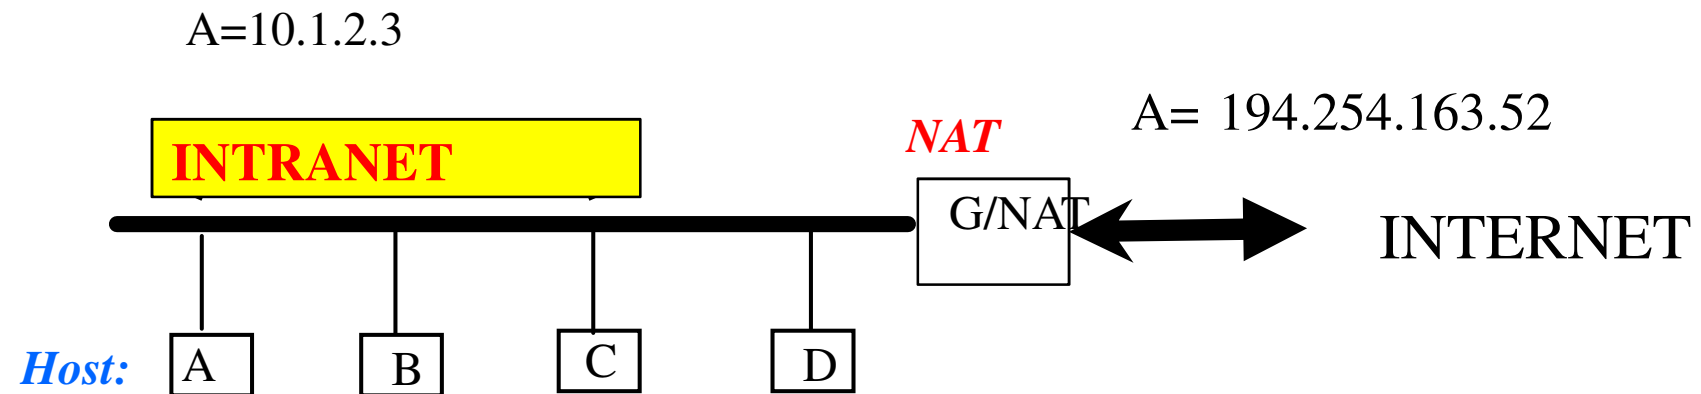 A=10.1.2.3
A= 194.254.163.52
NAT
INTRANET
G/NAT
INTERNET
Host: A B C D